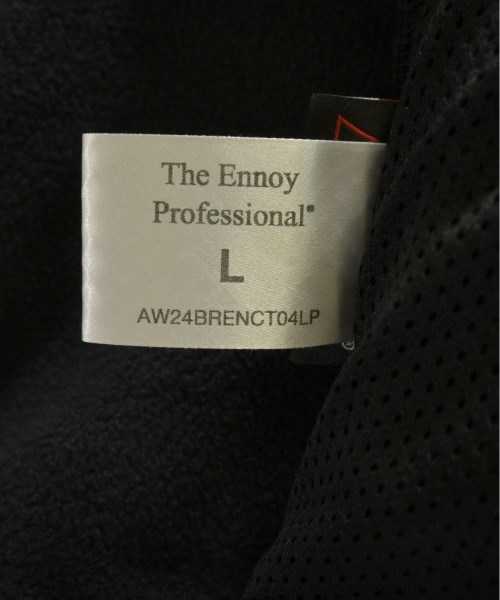 The Ennoy
Professional®
L
AW24BRENCT04LP
®